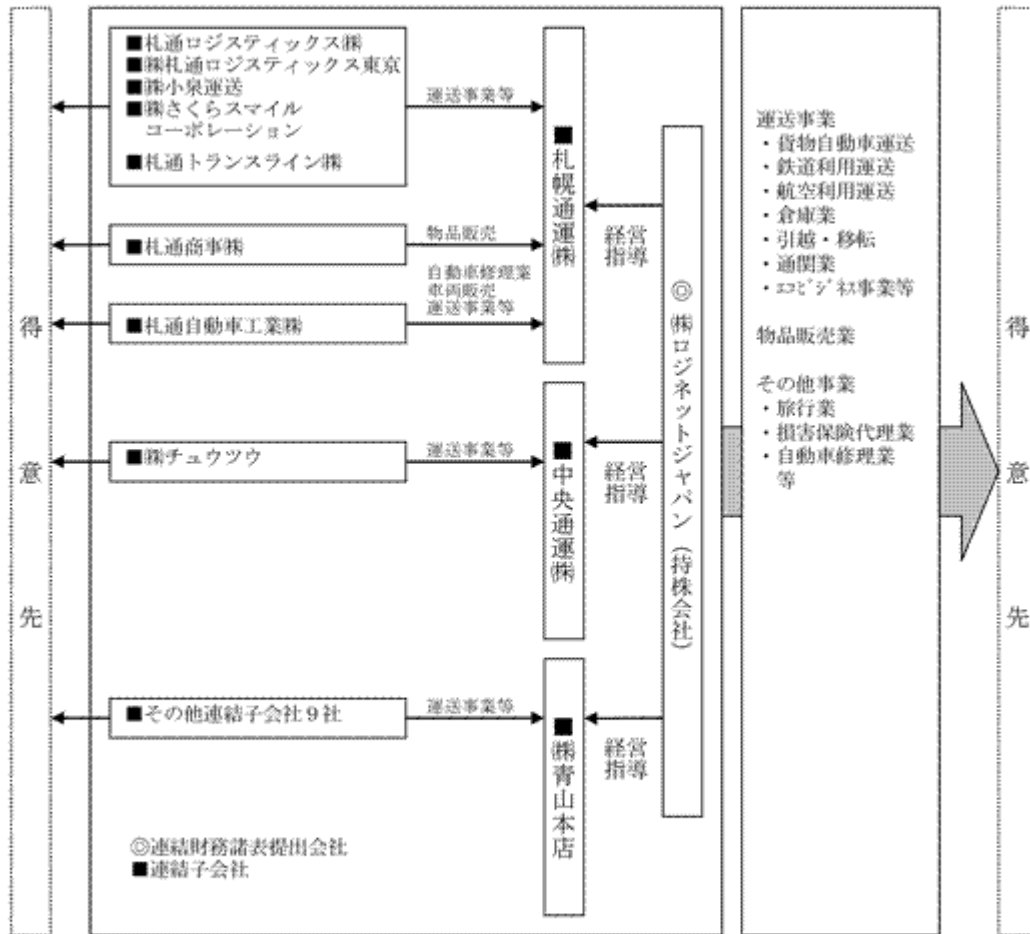 得意先
■札通ロジスティックス㈱
■㈱札通ロジスティックス東京
■㈱小泉運送
■㈱さくらスマイル
コーポレーション
■札通トランスライン㈱
運送事業等
■札通商事㈱
物品販売
自動車修理業
車両販売
運送事業等
■札通自動車工業㈱
■札幌通運㈱
経営
指導
■㈱チュウツウ
運送事業等
■中央通運㈱
経営
指導
■その他連結子会社９社
運送事業等
■㈱青山本店
経営
指導
◎㈱ロジネットジャパン（持株会社）
◎連結財務諸表提出会社
■連結子会社
運送事業
・貨物自動車運送
・鉄道利用運送
・航空利用運送
・倉庫業
・引越・移転
・通関業
・ｴｺﾋﾞｼﾞﾈｽ事業等
物品販売業
その他事業
・旅行業
・損害保険代理業
・自動車修理業
等
得意先